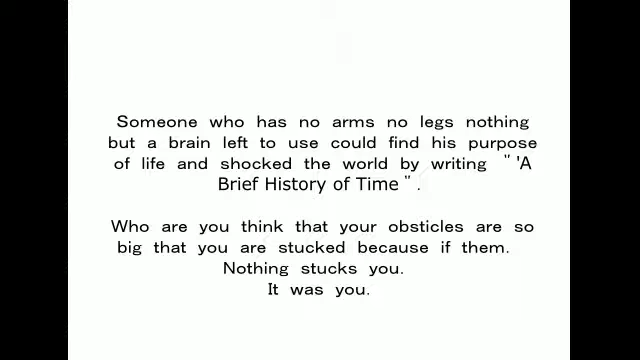 Someone who has no arms no legs nothing
but a brain left to use could find his purpose
of life and shocked the world by writing " 'A
Brief History of Time " .
Who are you think that your obsticles are so
big that you are stucked because if them.
Nothing stucks you.
It was you.